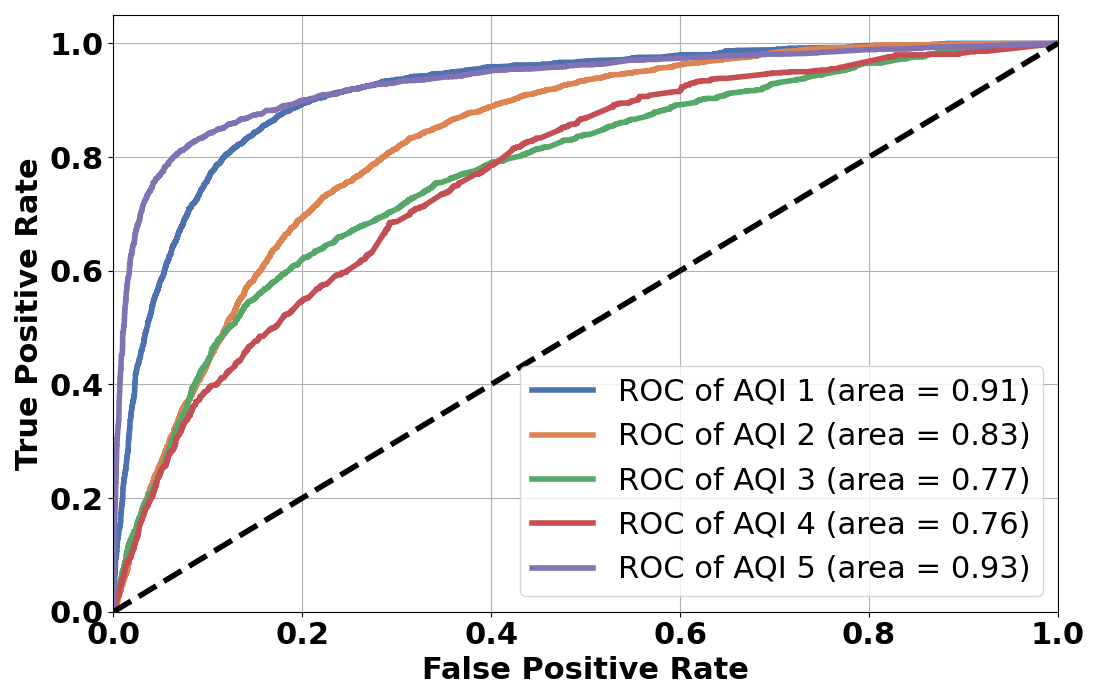 True Positive Rate
1.0
0.8
0.6
0.4
0.2
0.0
ROC of AQI 1 (area = 0.91)
ROC of AQI 2 (area = 0.83)
ROC of AQI 3 (area = 0.77)
ROC of AQI 4 (area = 0.76)
ROC of AQI 5 (area = 0.93)
0.0 0.2 0.4 0.6 0.8 1.0
False Positive Rate